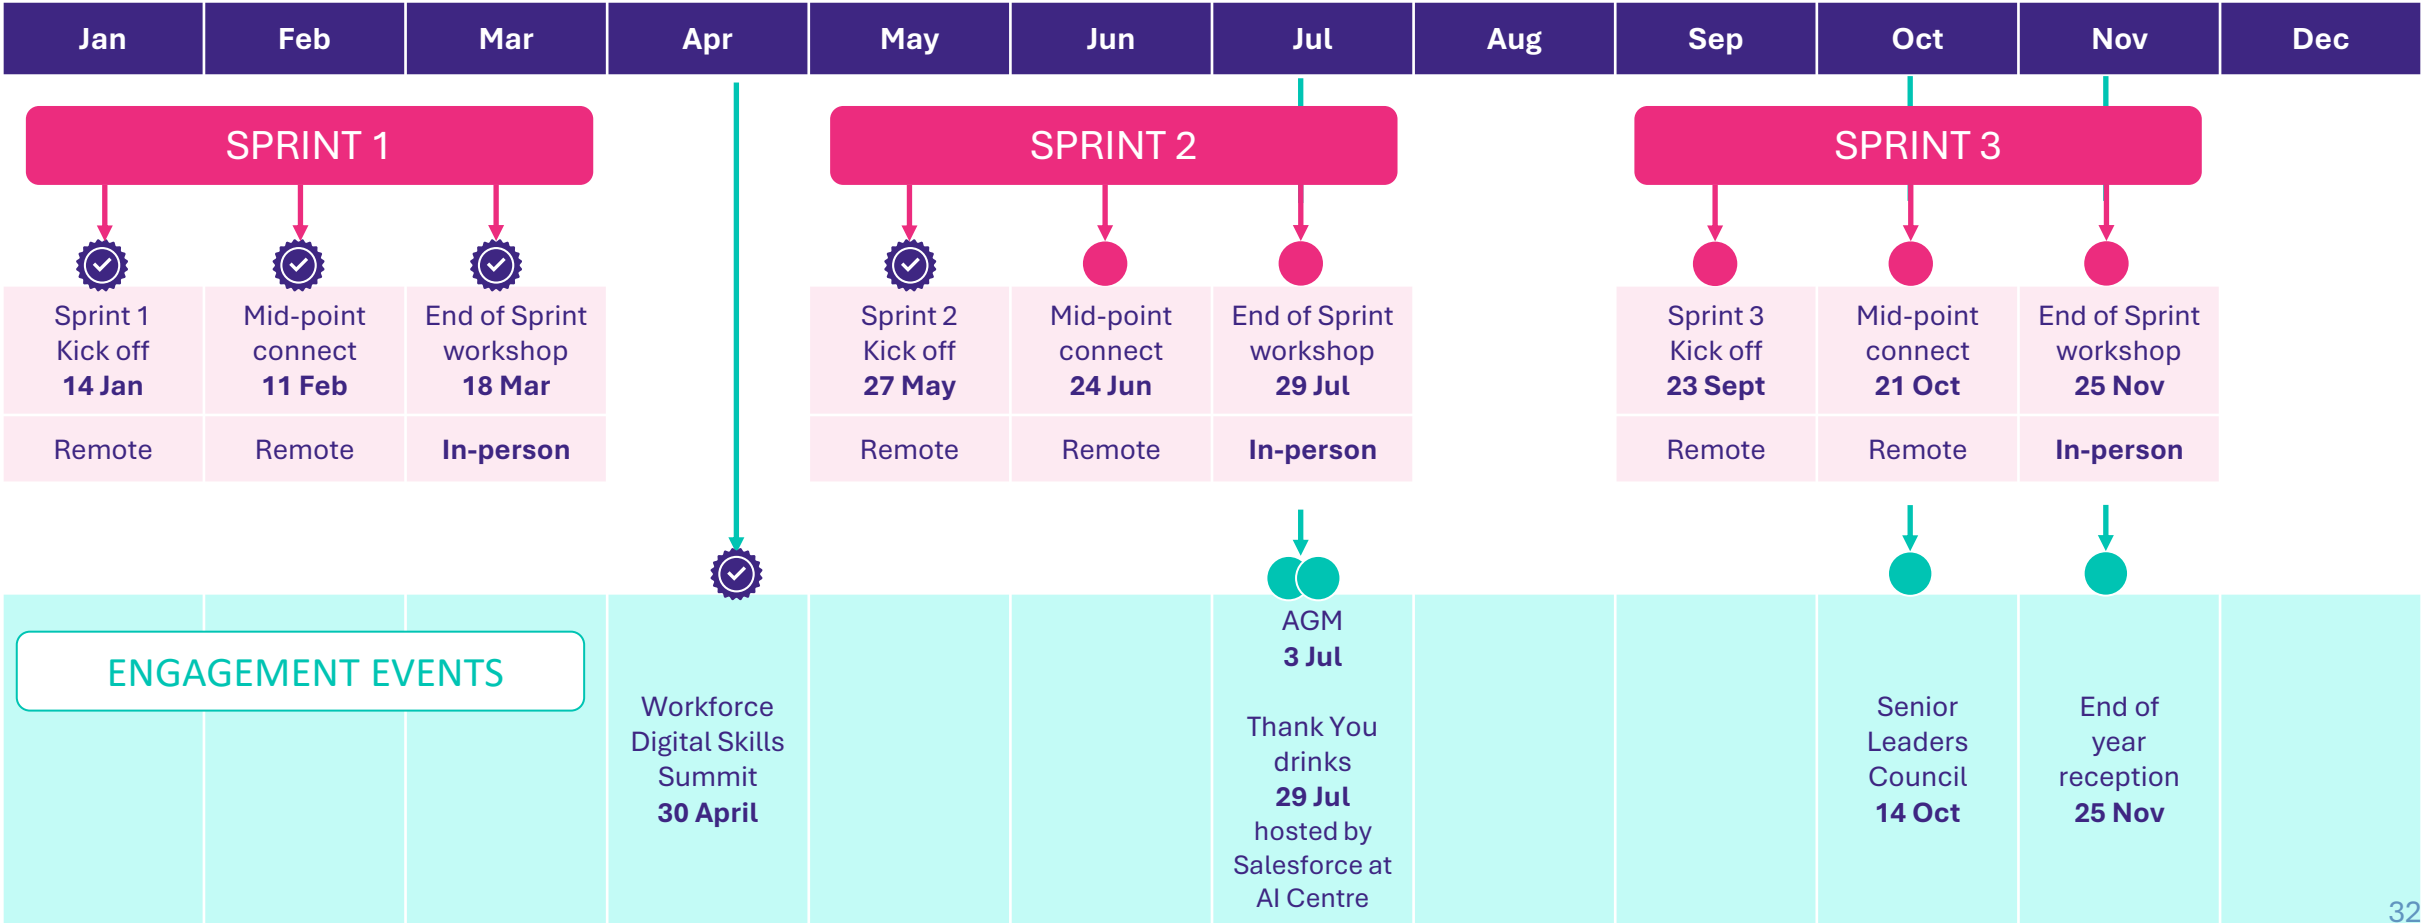 Jan
Feb
Mar
Apr
May
Jun
Jul
Aug
Sep
Oct
Nov
Dec
SPRINT 1
SPRINT 2
SPRINT 3
Sprint 1
Kick off
14 Jan
Remote
Mid-point
connect
11 Feb
Remote
End of Sprint
workshop
18 Mar
In-person
Sprint 2
Kick off
27 May
Remote
Mid-point
connect
24 Jun
Remote
End of Sprint
workshop
29 Jul
In-person
Sprint 3
Kick off
23 Sept
Remote
Mid-point
connect
21 Oct
Remote
End of Sprint
workshop
25 Nov
In-person
ENGAGEMENT EVENTS
Workforce
Digital Skills
Summit
30 April
AGM
3 Jul
Thank You
drinks
29 Jul
hosted by
Salesforce at
AI Centre
Senior
Leaders
Council
14 Oct
End of
year
reception
25 Nov
32